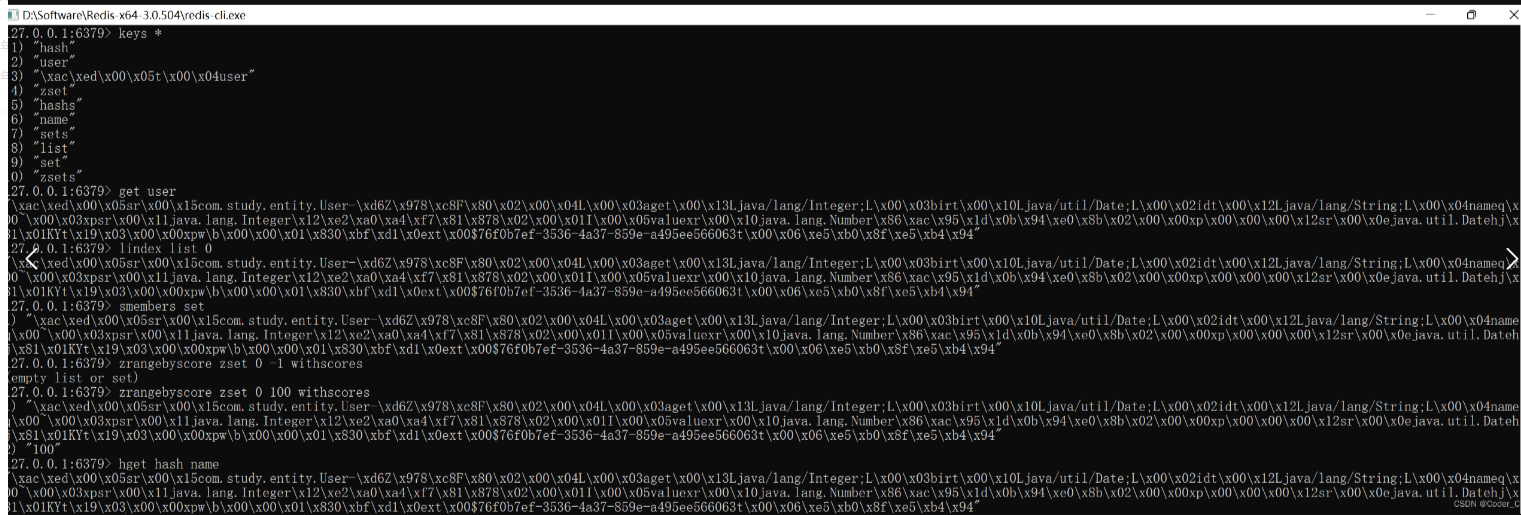 D:\Software\Redis-x64-3.0.504\redis-cli.exe
27.0.0.1:6379> keys *
1) "hash"
2) "user"
3) "\xac\xed\x00\x05t\x00\x04user"
4) "zset"
5) "hashs"
6) "name"
7) "sets"
8) "list"
9) "set"
0) "zsets"
27.0.0.1:6379> get user
"\xac\xed\x00\x05sr\x00\x15com.study.entity.User-\xd6Z\x978\xc8F\x80\x02\x00\x04L\x00\x03aget\x00\x13Ljava/lang/Integer;L\x00\x03birt\x00\x10Ljava/util/Date;L\x00\x02idt\x00\x12Ljava/lang/String;L\x00\x04nameq\x
00~\x00\x03xpsr\x00\x11java.lang.Integer\x12\xe2\xa0\xa4\xf7\x81\x878\x02\x00\x01I\x00\x05valuexr\x00\x10java.lang.Number\x86\xac\x95\x1d\x0b\x94\xe0\x8b\x02\x00\x00xp\x00\x00\x00\x12sr\x00\x0ejava.util.Datehj\x
81\x01KYt\x19\x03\x00\x00xpw\b\x00\x00\x01\x830\xbf\xd1\x0ext\x00$76f0b7ef-3536-4a37-859e-a495ee566063t\x00\x06\xe5\xb0\x8f\xe5\xb4\x94"
27.0.0.1:6379> lindex list 0
"\xac\xed\x00\x05sr\x00\x15com.study.entity.User-\xd6Z\x978\xc8F\x80\x02\x00\x04L\x00\x03aget\x00\x13Ljava/lang/Integer;L\x00\x03birt\x00\x10Ljava/util/Date;L\x00\x02idt\x00\x12Ljava/lang/String;L\x00\x04nameq\x
00~\x00\x03xpsr\x00\x11java.lang.Integer\x12\xe2\xa0\xa4\xf7\x81\x878\x02\x00\x01I\x00\x05valuexr\x00\x10java.lang.Number\x86\xac\x95\x1d\x0b\x94\xe0\x8b\x02\x00\x00xp\x00\x00\x00\x12sr\x00\x0ejava.util.Datehj\x
81\x01KYt\x19\x03\x00\x00xpw\b\x00\x00\x01\x830\xbf\xd1\x0ext\x00$76f0b7ef-3536-4a37-859e-a495ee566063t\x00\x06\xe5\xb0\x8f\xe5\xb4\x94"
27.0.0.1:6379> smembers set
) "\xac\xed\x00\x05sr\x00\x15com.study.entity.User-\xd6Z\x978\xc8F\x80\x02\x00\x04L\x00\x03aget\x00\x13Ljava/lang/Integer;L\x00\x03birt\x00\x10Ljava/util/Date;L\x00\x02idt\x00\x12Ljava/lang/String;L\x00\x04name
q\x00~\x00\x03xpsr\x00\x11java.lang.Integer\x12\xe2\xa0\xa4\xf7\x81\x878\x02\x00\x01I\x00\x05valuexr\x00\x10java.lang.Number\x86\xac\x95\x1d\x0b\x94\xe0\x8b\x02\x00\x00xp\x00\x00\x00\x12sr\x00\x0ejava.util.Dateh
j\x81\x01KYt\x19\x03\x00\x00xpw\b\x00\x00\x01\x830\xbf\xd1\x0ext\x00$76f0b7ef-3536-4a37-859e-a495ee566063t\x00\x06\xe5\xb0\x8f\xe5\xb4\x94"
27.0.0.1:6379> zrangebyscore zset 0 -1 withscores
(empty list or set)
27.0.0.1:6379> zrangebyscore zset 0 100 withscores
) "\xac\xed\x00\x05sr\x00\x15com.study.entity.User-\xd6Z\x978\xc8F\x80\x02\x00\x04L\x00\x03aget\x00\x13Ljava/lang/Integer;L\x00\x03birt\x00\x10Ljava/util/Date;L\x00\x02idt\x00\x12Ljava/lang/String;L\x00\x04name
q\x00~\x00\x03xpsr\x00\x11java.lang.Integer\x12\xe2\xa0\xa4\xf7\x81\x878\x02\x00\x01I\x00\x05valuexr\x00\x10java.lang.Number\x86\xac\x95\x1d\x0b\x94\xe0\x8b\x02\x00\x00xp\x00\x00\x00\x12sr\x00\x0ejava.util.Dateh
j\x81\x01KYt\x19\x03\x00\x00xpw\b\x00\x00\x01\x830\xbf\xd1\x0ext\x00$76f0b7ef-3536-4a37-859e-a495ee566063t\x00\x06\xe5\xb0\x8f\xe5\xb4\x94"
) "100"
27.0.0.1:6379> hget hash name
"\xac\xed\x00\x05sr\x00\x15com.study.entity.User-\xd6Z\x978\xc8F\x80\x02\x00\x04L\x00\x03aget\x00\x13Ljava/lang/Integer;L\x00\x03birt\x00\x10Ljava/util/Date;L\x00\x02idt\x00\x12Ljava/lang/String;L\x00\x04nameq\x
00~\x00\x03xpsr\x00\x11java.lang.Integer\x12\xe2\xa0\xa4\xf7\x81\x878\x02\x00\x01I\x00\x05valuexr\x00\x10java.lang.Number\x86\xac\x95\x1d\x0b\x94\xe0\x8b\x02\x00\x00xp\x00\x00\x00\x12sr\x00\x0ejava.util.Datehj\x
81\x01KYt\x19\x03\x00\x00xpw\b\x00\x00\x01\x830\xbf\xd1\x0ext\x00$76f0b7ef-3536-4a37-859e-a495ee566063t\x00\x06\xe5\xb0\x8f\xe5\xb4\x94"
CSDN @Coder_C